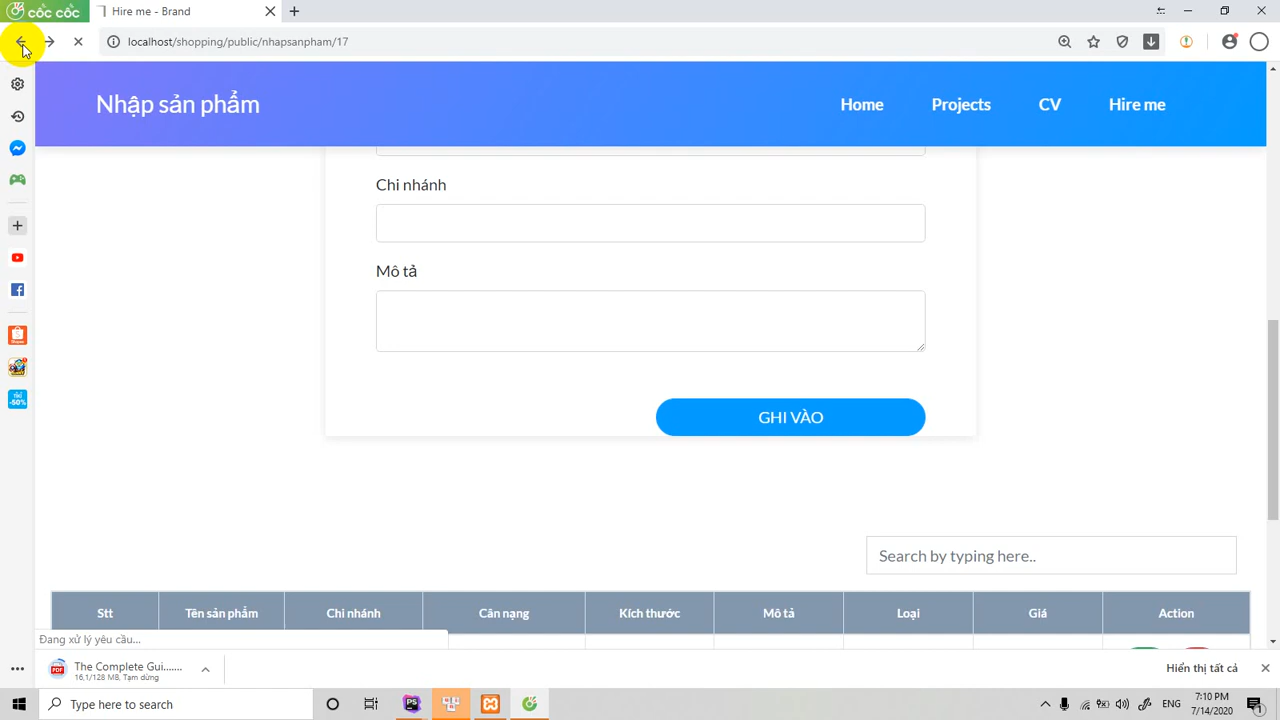 cốc cốc
Hire me - Brand
localhost/shopping/public/nhapsanpham/17
Nhập sản phẩm
Home
Projects
CV
Hire me
Chi nhánh
Mô tả
GHI VÀO
Search by typing here..
Stt
Tên sản phẩm
Chi nhánh
Cân nạng
Kích thước
Mô tả
Loại
Giá
Action
Đang xử lý yêu cầu...
The Complete Gui.......
16,1/128 MB, Tạm dừng
Hiển thị tất cả
Type here to search
ENG
7:10 PM
7/14/2020